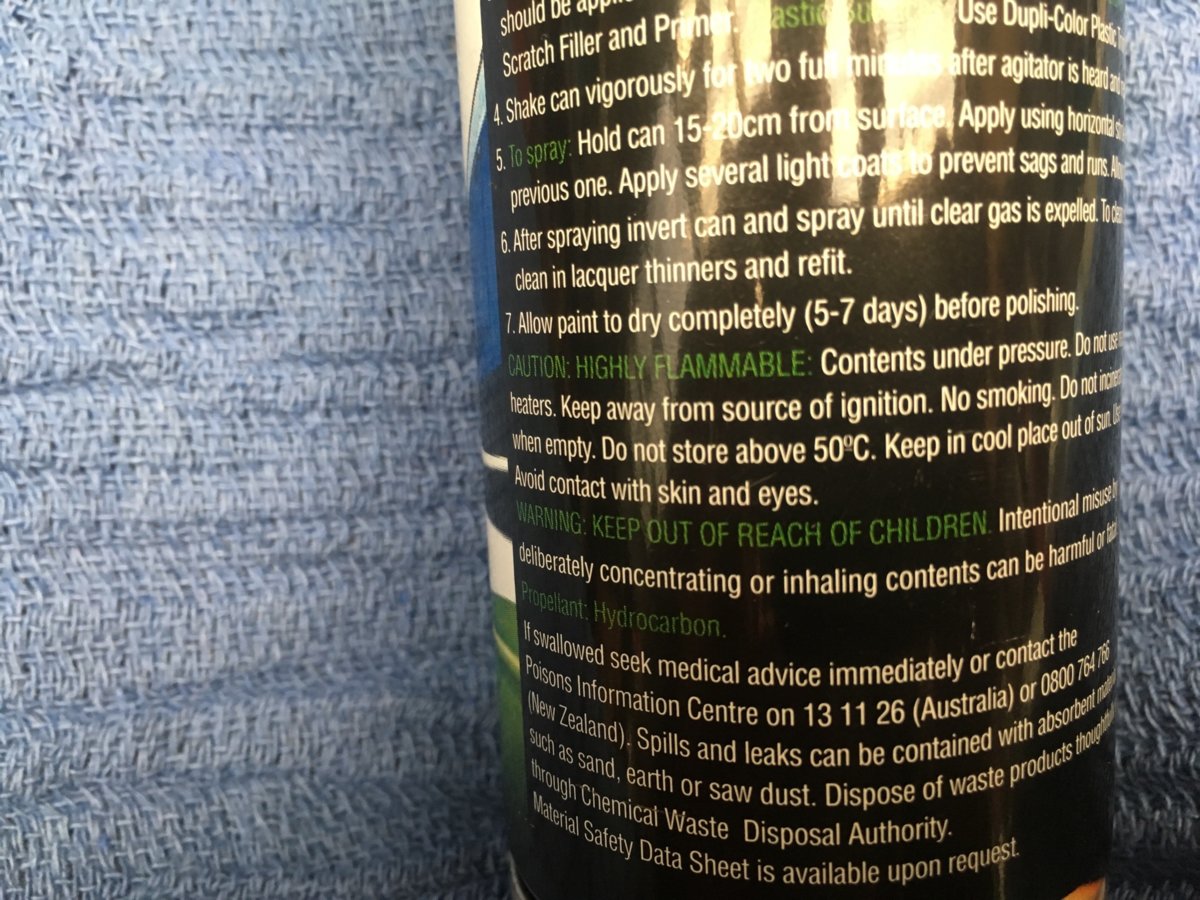 should be
Scratch Filler and Primer. Use Dupli-Color Plastic
4. Shake can vigorously for two full minutes after agitator is heard and
5. To spray: Hold can 15-20cm from surface. Apply using horizontal
previous one. Apply several light coats to prevent sags and runs.
6. After spraying invert can and spray until clear gas is expelled. To
clean in lacquer thinners and refit.
7. Allow paint to dry completely (5-7 days) before polishing.
CAUTION: HIGHLY FLAMMABLE: Contents under pressure. Do not use
heaters. Keep away from source of ignition. No smoking. Do not
when empty. Do not store above 50ºC. Keep in cool place out of sun.
Avoid contact with skin and eyes.
WARNING: KEEP OUT OF REACH OF CHILDREN. Intentional misuse
deliberately concentrating or inhaling contents can be harmful or
Propellant: Hydrocarbon.
If swallowed seek medical advice immediately or contact the
Poisons Information Centre on 13 11 26 (Australia) or 0800 764 766
(New Zealand). Spills and leaks can be contained with absorbent
such as sand, earth or saw dust. Dispose of waste products
through Chemical Waste Disposal Authority.
Material Safety Data Sheet is available upon request.